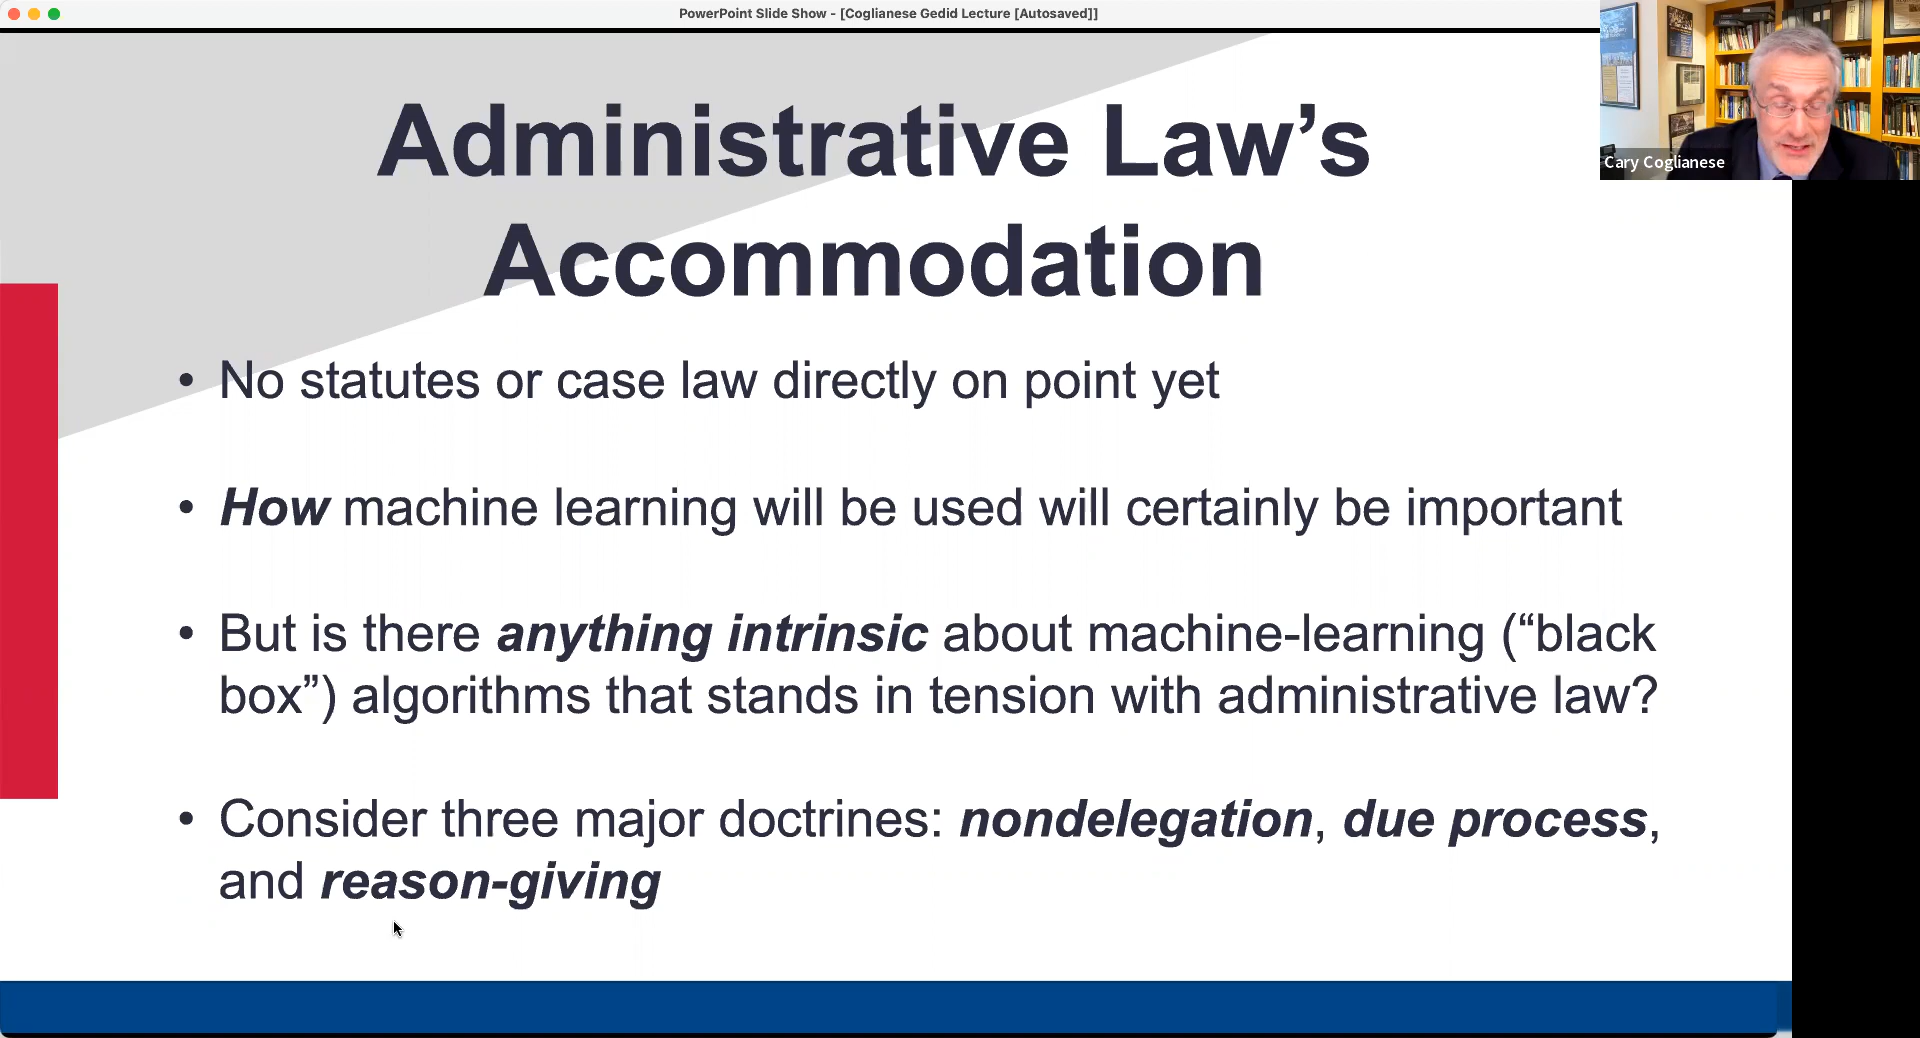 PowerPoint Slide Show - [Coglianese Gedid Lecture [Autosaved]]
Administrative Law’s
Accommodation
• No statutes or case law directly on point yet
• How machine learning will be used will certainly be important
• But is there anything intrinsic about machine-learning (“black
box”) algorithms that stands in tension with administrative law?
• Consider three major doctrines: nondelegation, due process,
and reason-giving
Cary Coglianese